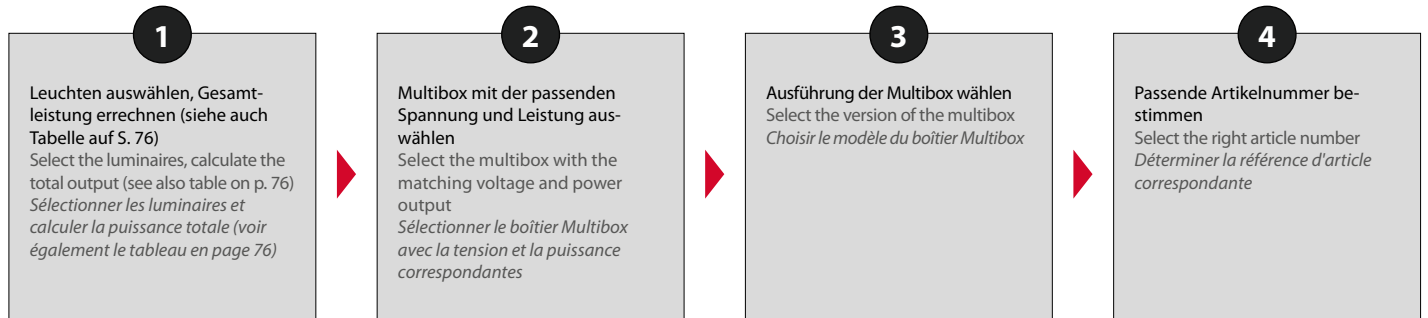 1
Leuchten auswählen, Gesamt-
leistung errechnen (siehe auch
Tabelle auf S. 76)
Select the luminaires, calculate the
total output (see also table on p. 76)
Sélectionner les luminaires et
calculer la puissance totale (voir
également le tableau en page 76)
2
Multibox mit der passenden
Spannung und Leistung aus-
wählen
Select the multibox with the
matching voltage and power
output
Sélectionner le boîtier Multibox
avec la tension et la puissance
correspondantes
3
Ausführung der Multibox wählen
Select the version of the multibox
Choisir le modèle du boîtier Multibox
4
Passende Artikelnummer be-
stimmen
Select the right article number
Déterminer la référence d'article
correspondante